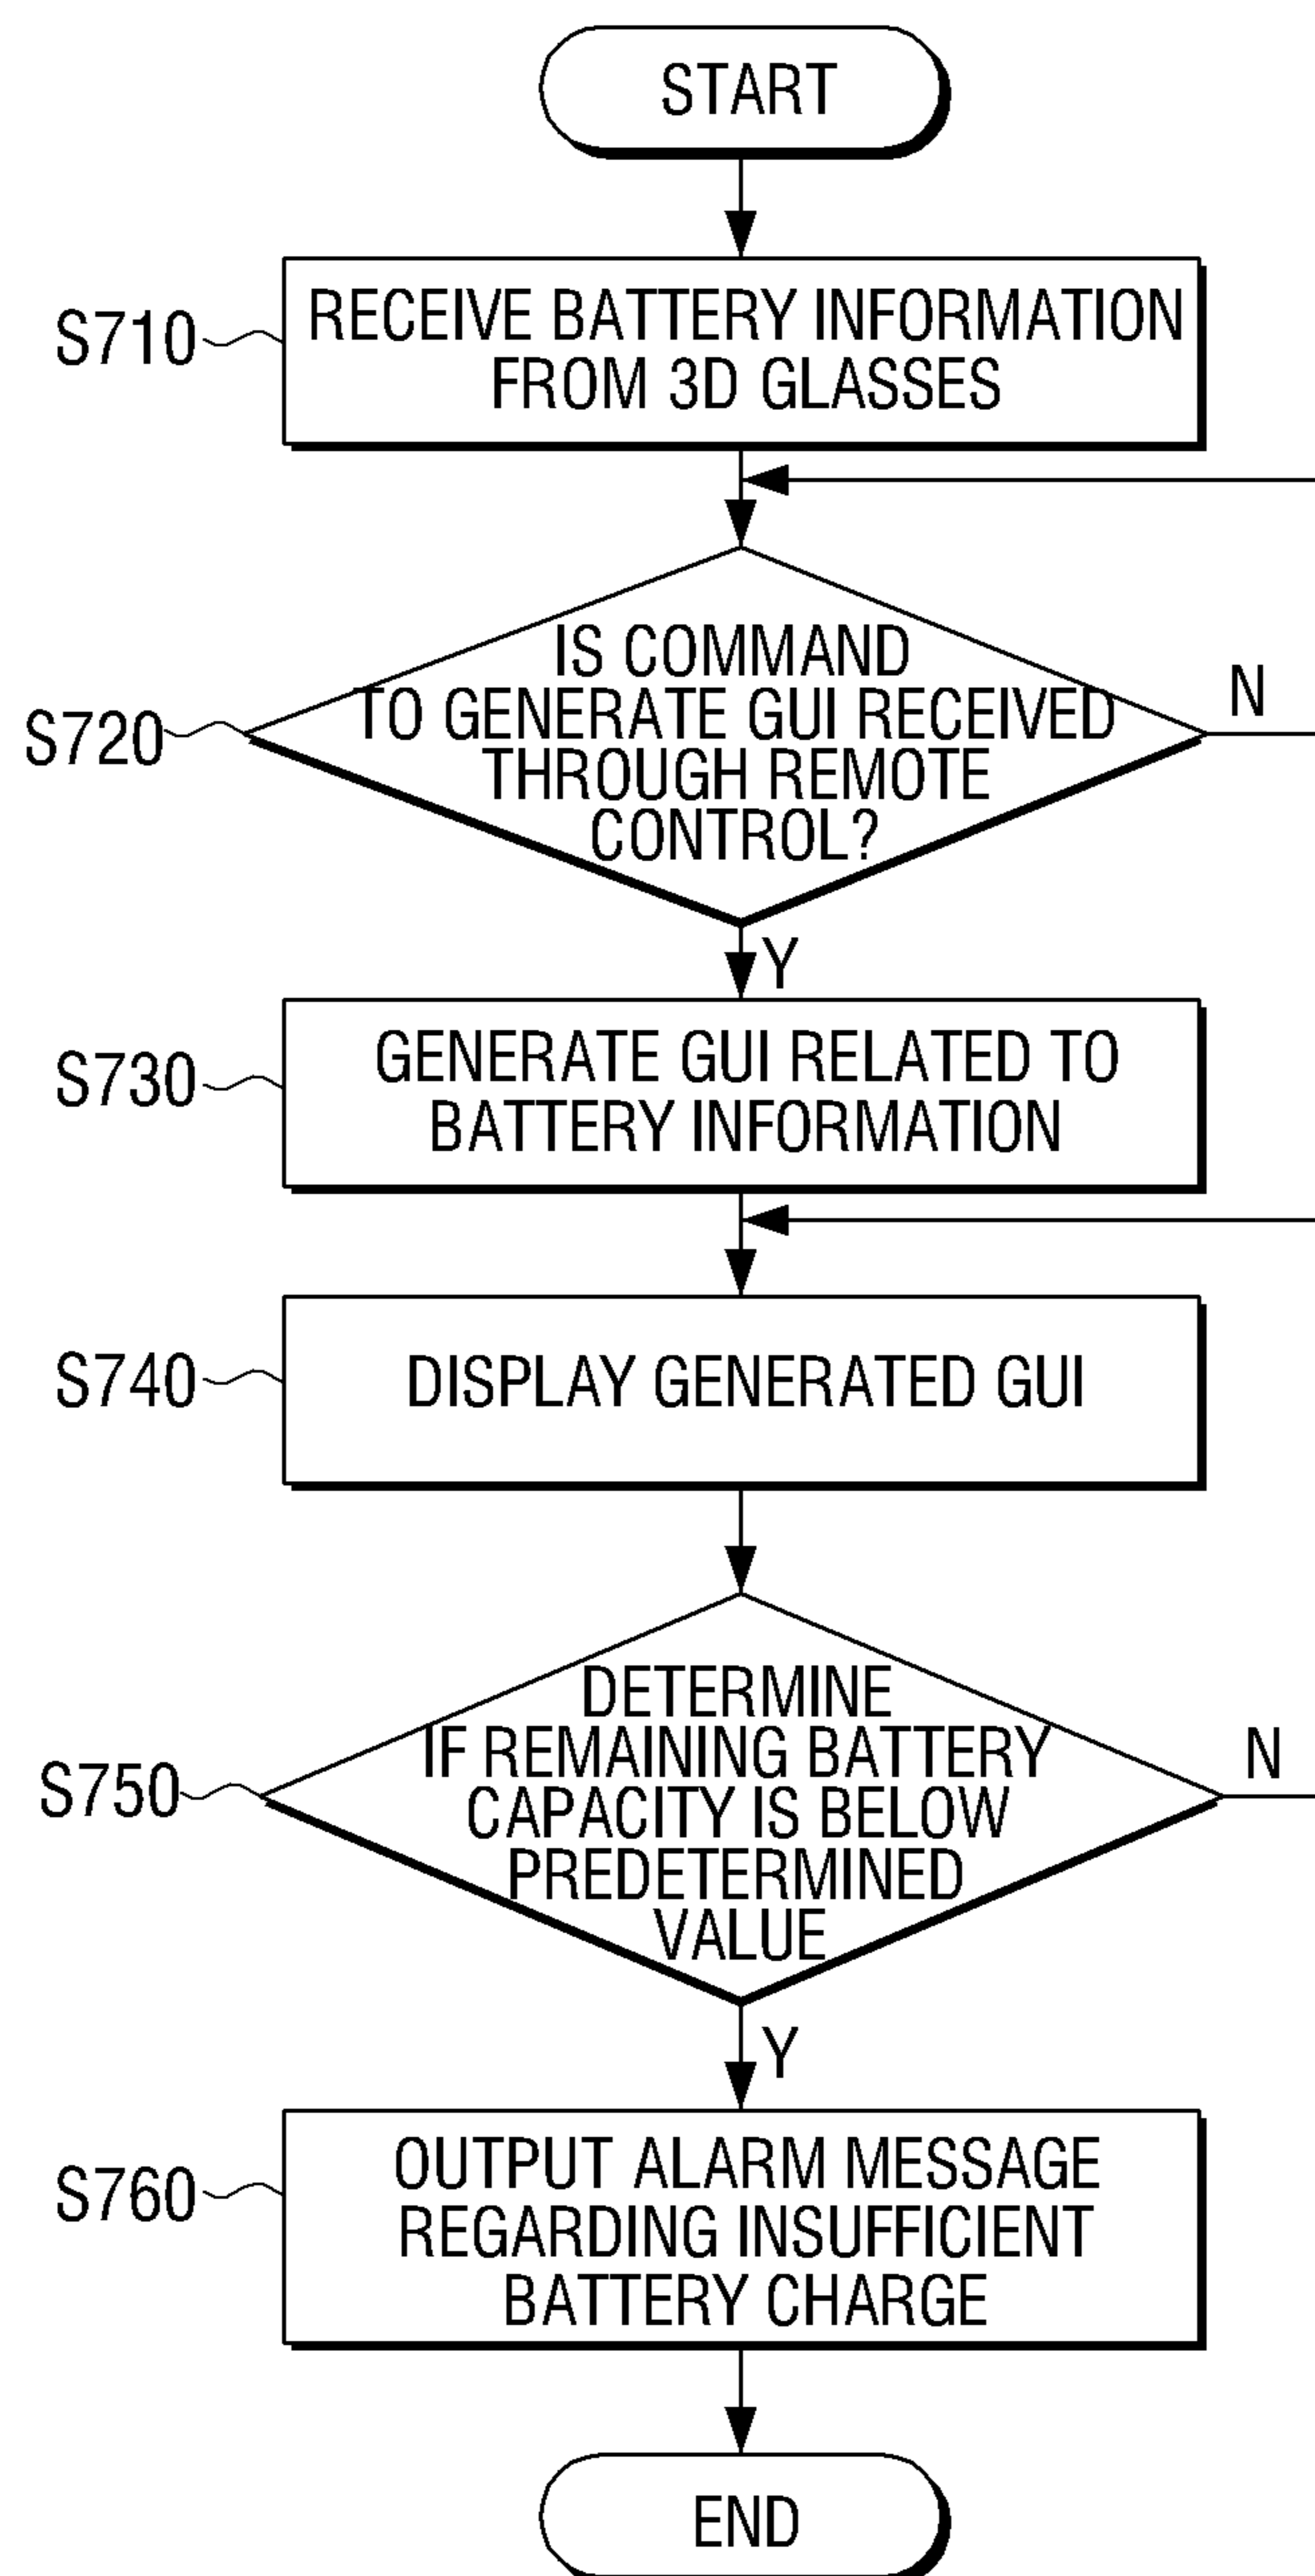 START
S710
RECEIVE BATTERY INFORMATION
FROM 3D GLASSES
S720
IS COMMAND
TO GENERATE GUI RECEIVED
THROUGH REMOTE
CONTROL?
N
Y
S730
GENERATE GUI RELATED TO
BATTERY INFORMATION
S740
DISPLAY GENERATED GUI
S750
DETERMINE
IF REMAINING BATTERY
CAPACITY IS BELOW
PREDETERMINED
VALUE
N
Y
S760
OUTPUT ALARM MESSAGE
REGARDING INSUFFICIENT
BATTERY CHARGE
END